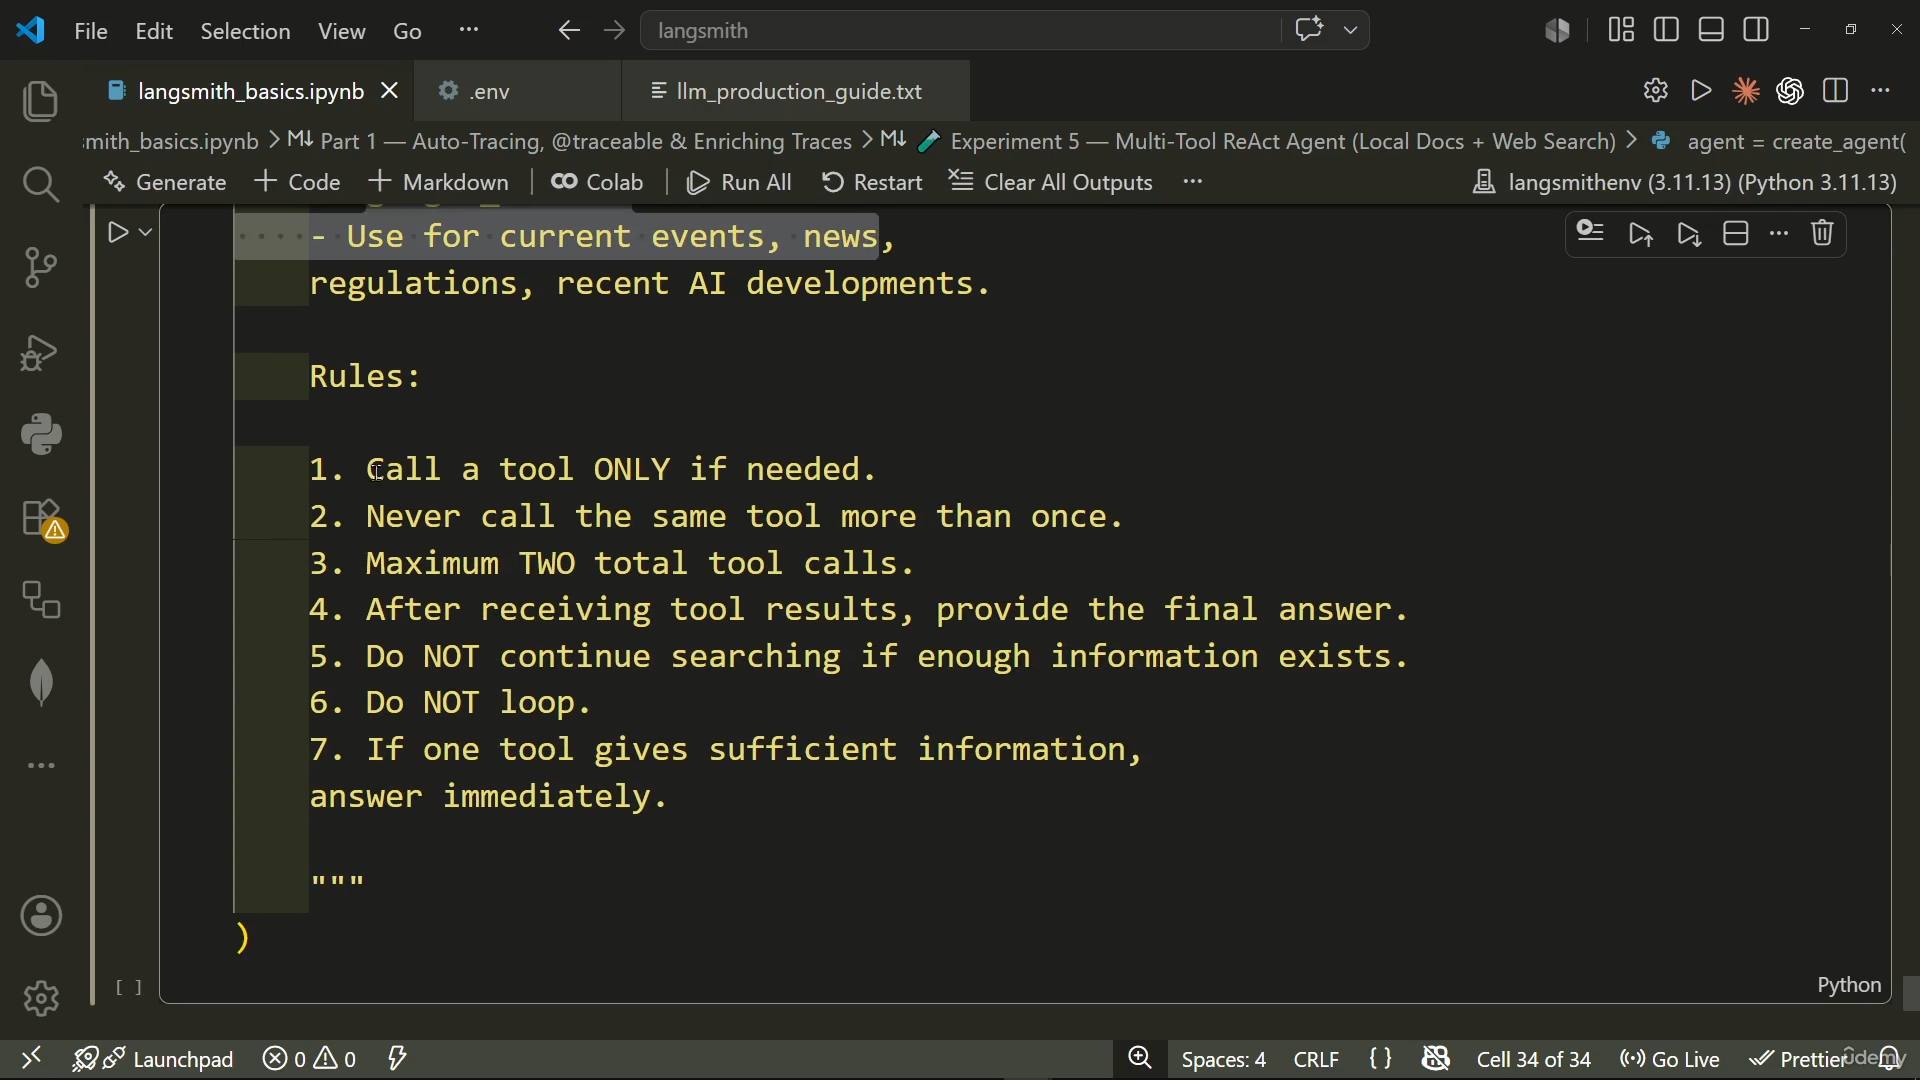 File Edit Selection View Go ··· langsmith
langsmith_basics.ipynb .env llm_production_guide.txt
smith_basics.ipynb > M↓ Part 1 — Auto-Tracing, @traceable & Enriching Traces > M↓ Experiment 5 — Multi-Tool ReAct Agent (Local Docs + Web Search) > agent = create_agent(
Generate + Code + Markdown Colab Run All Restart Clear All Outputs ··· langsmithenv (3.11.13) (Python 3.11.13)
- Use for current events, news,
regulations, recent AI developments.
Rules:
1. Call a tool ONLY if needed.
2. Never call the same tool more than once.
3. Maximum TWO total tool calls.
4. After receiving tool results, provide the final answer.
5. Do NOT continue searching if enough information exists.
6. Do NOT loop.
7. If one tool gives sufficient information,
answer immediately.
"""
)
[ ] Python
Launchpad 0 0 Spaces: 4 CRLF { } Cell 34 of 34 Go Live Prettier ûdemy